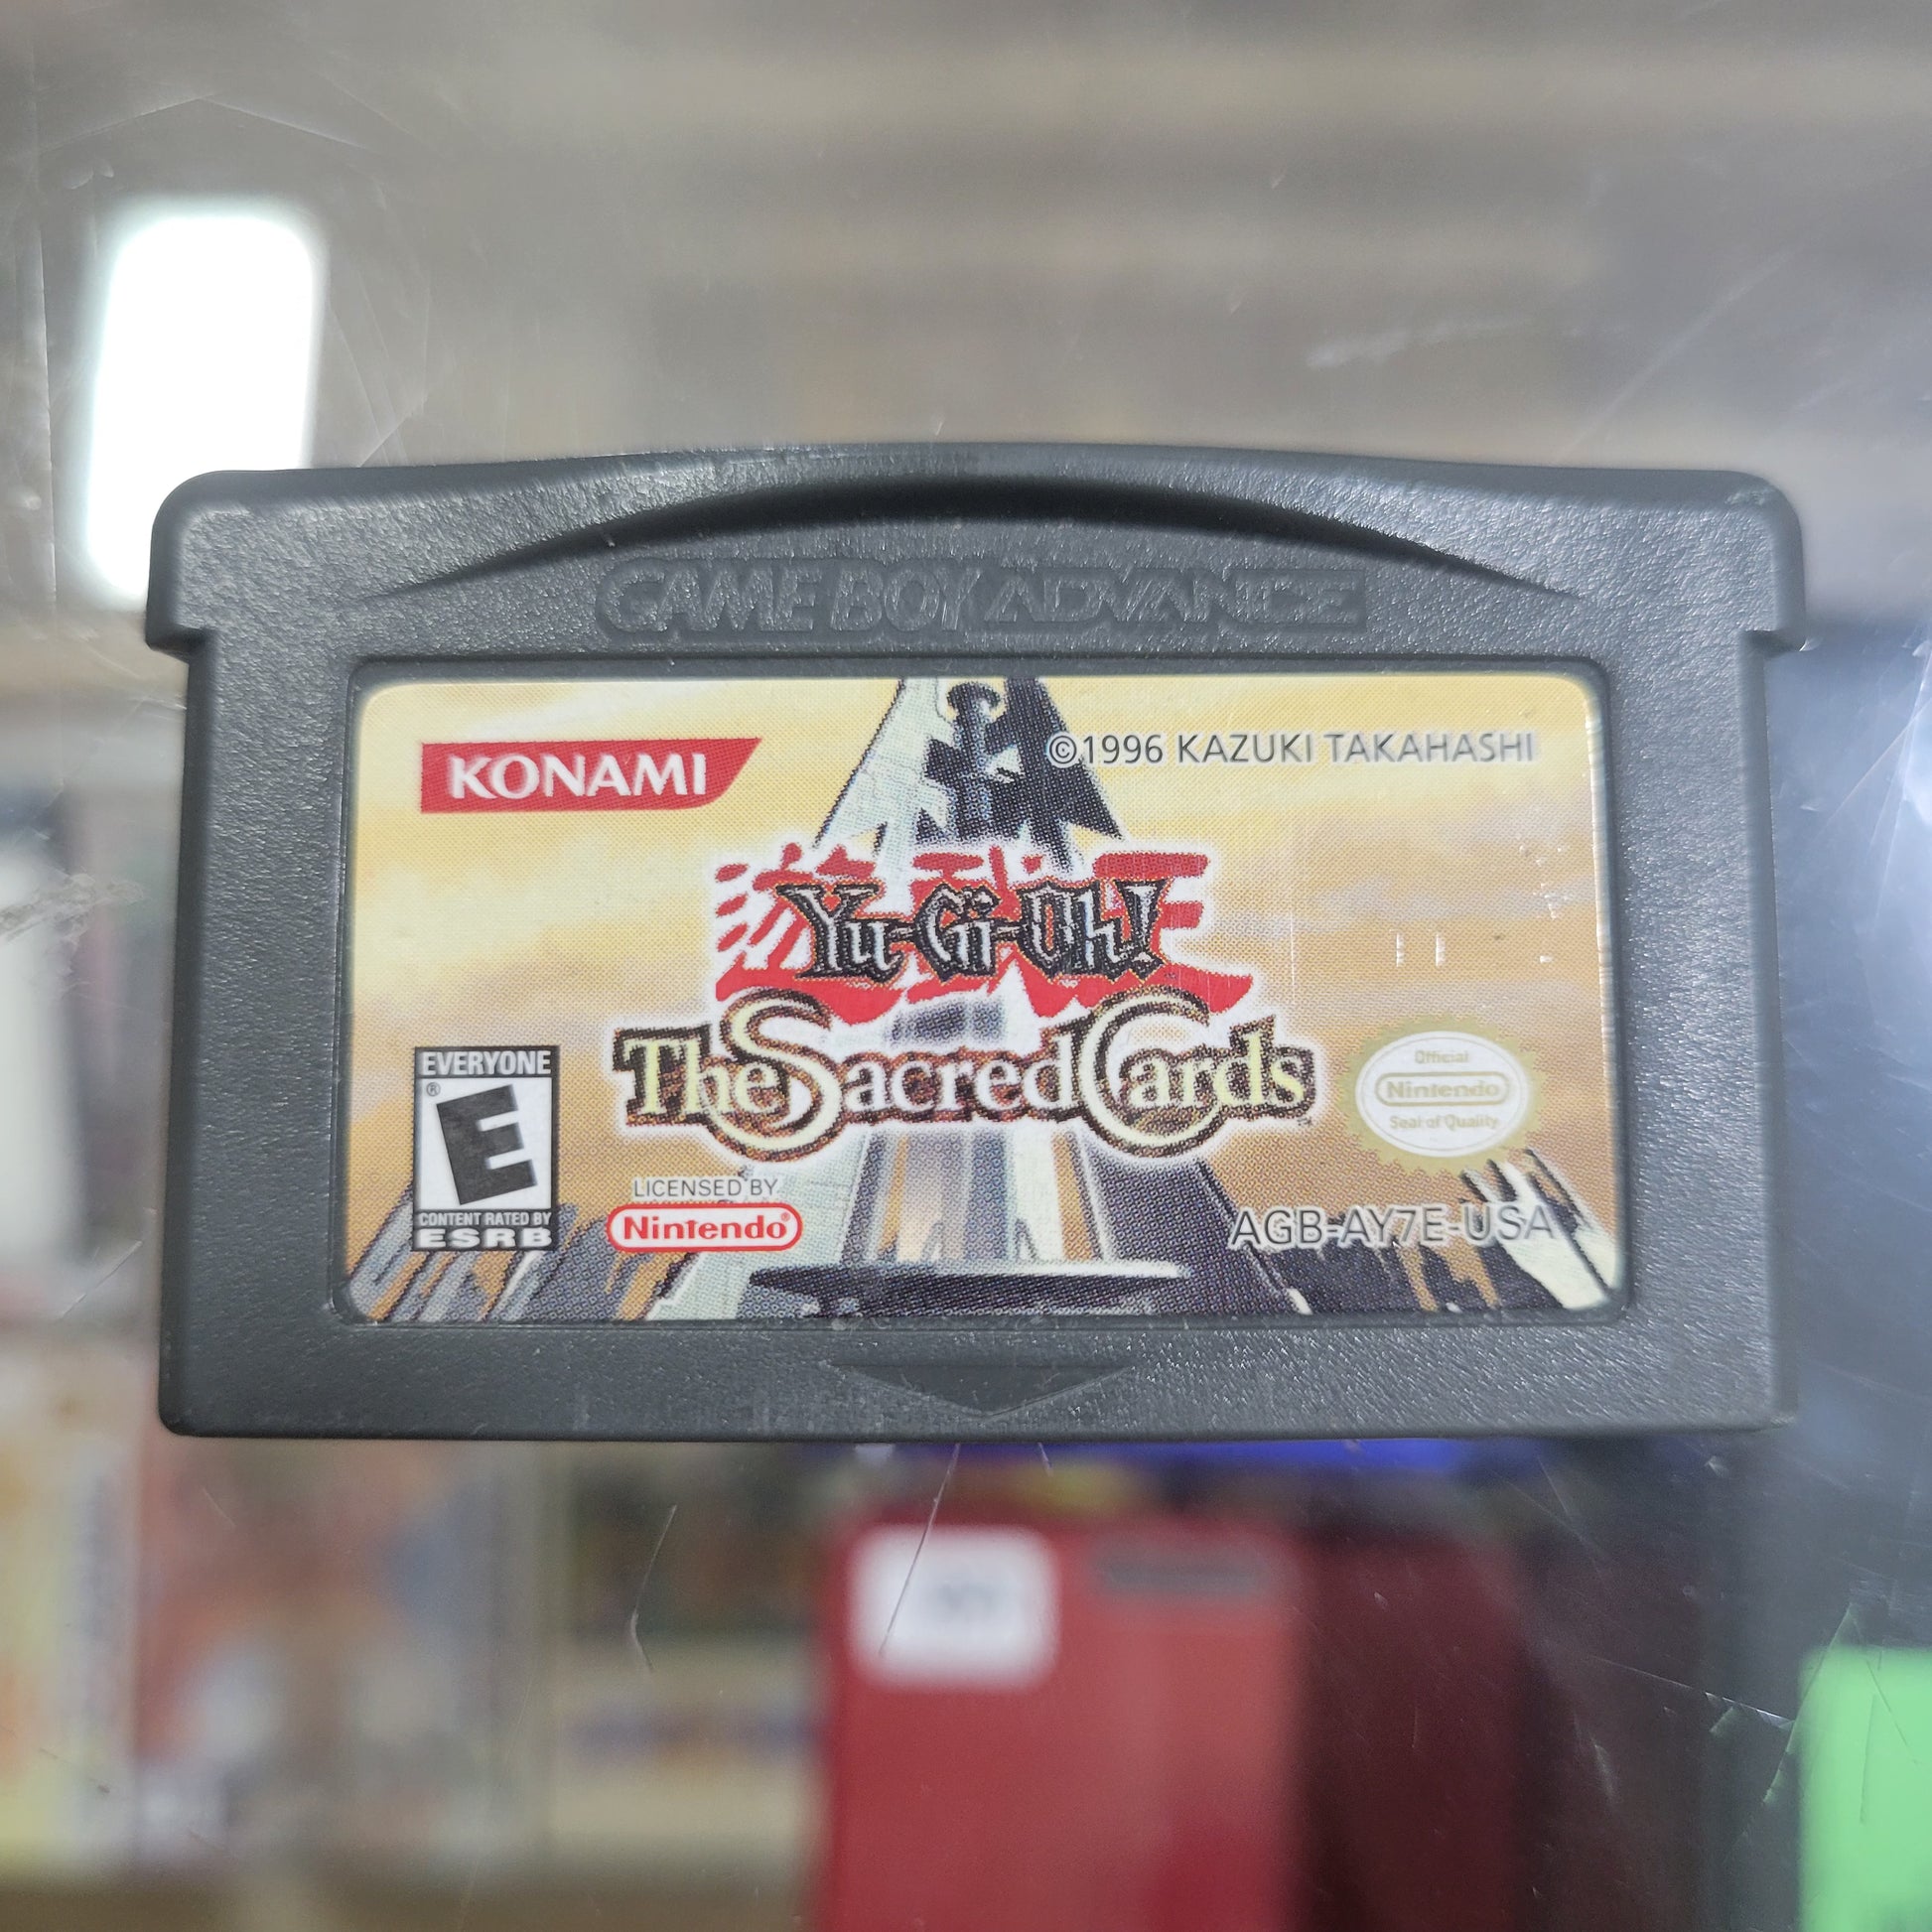 GAME BOY ADVANCE
KONAMI
©1996 KAZUKI TAKAHASHI
遊戯王
Yu-Gi-Oh!
The Sacred Cards
EVERYONE
E
®
CONTENT RATED BY
ESRB
LICENSED BY
Nintendo®
Official
Nintendo
Seal of Quality
AGB-AY7E-USA